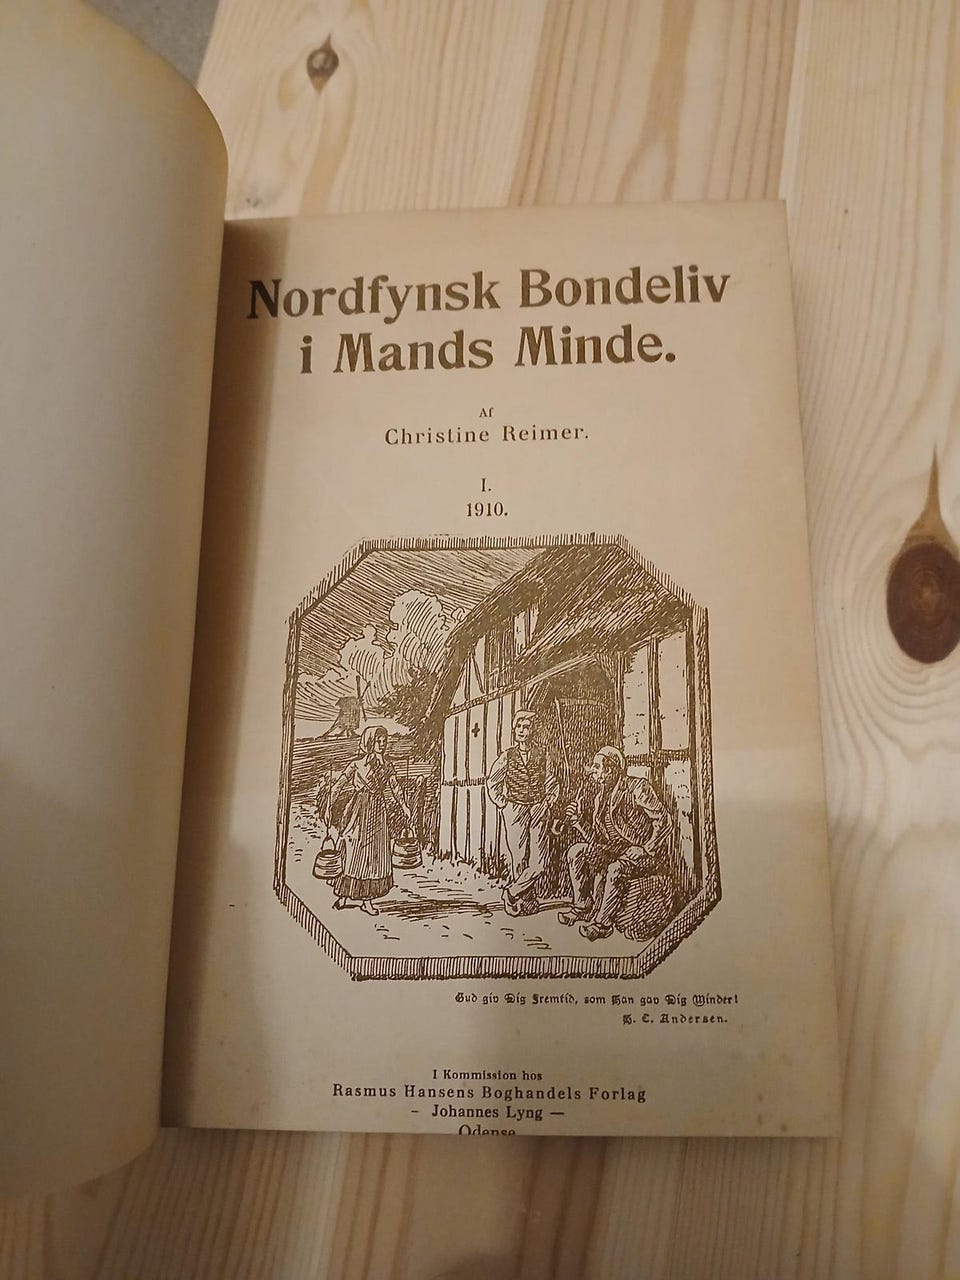 Nordfynsk Bondeliv
i Mands Minde.
Af
Christine Reimer.
I.
1910.
Gud giv Dig Fremtid, som Han gav Dig Minder!
H. C. Andersen.
I Kommission hos
Rasmus Hansens Boghandels Forlag
- Johannes Lyng —
Odense